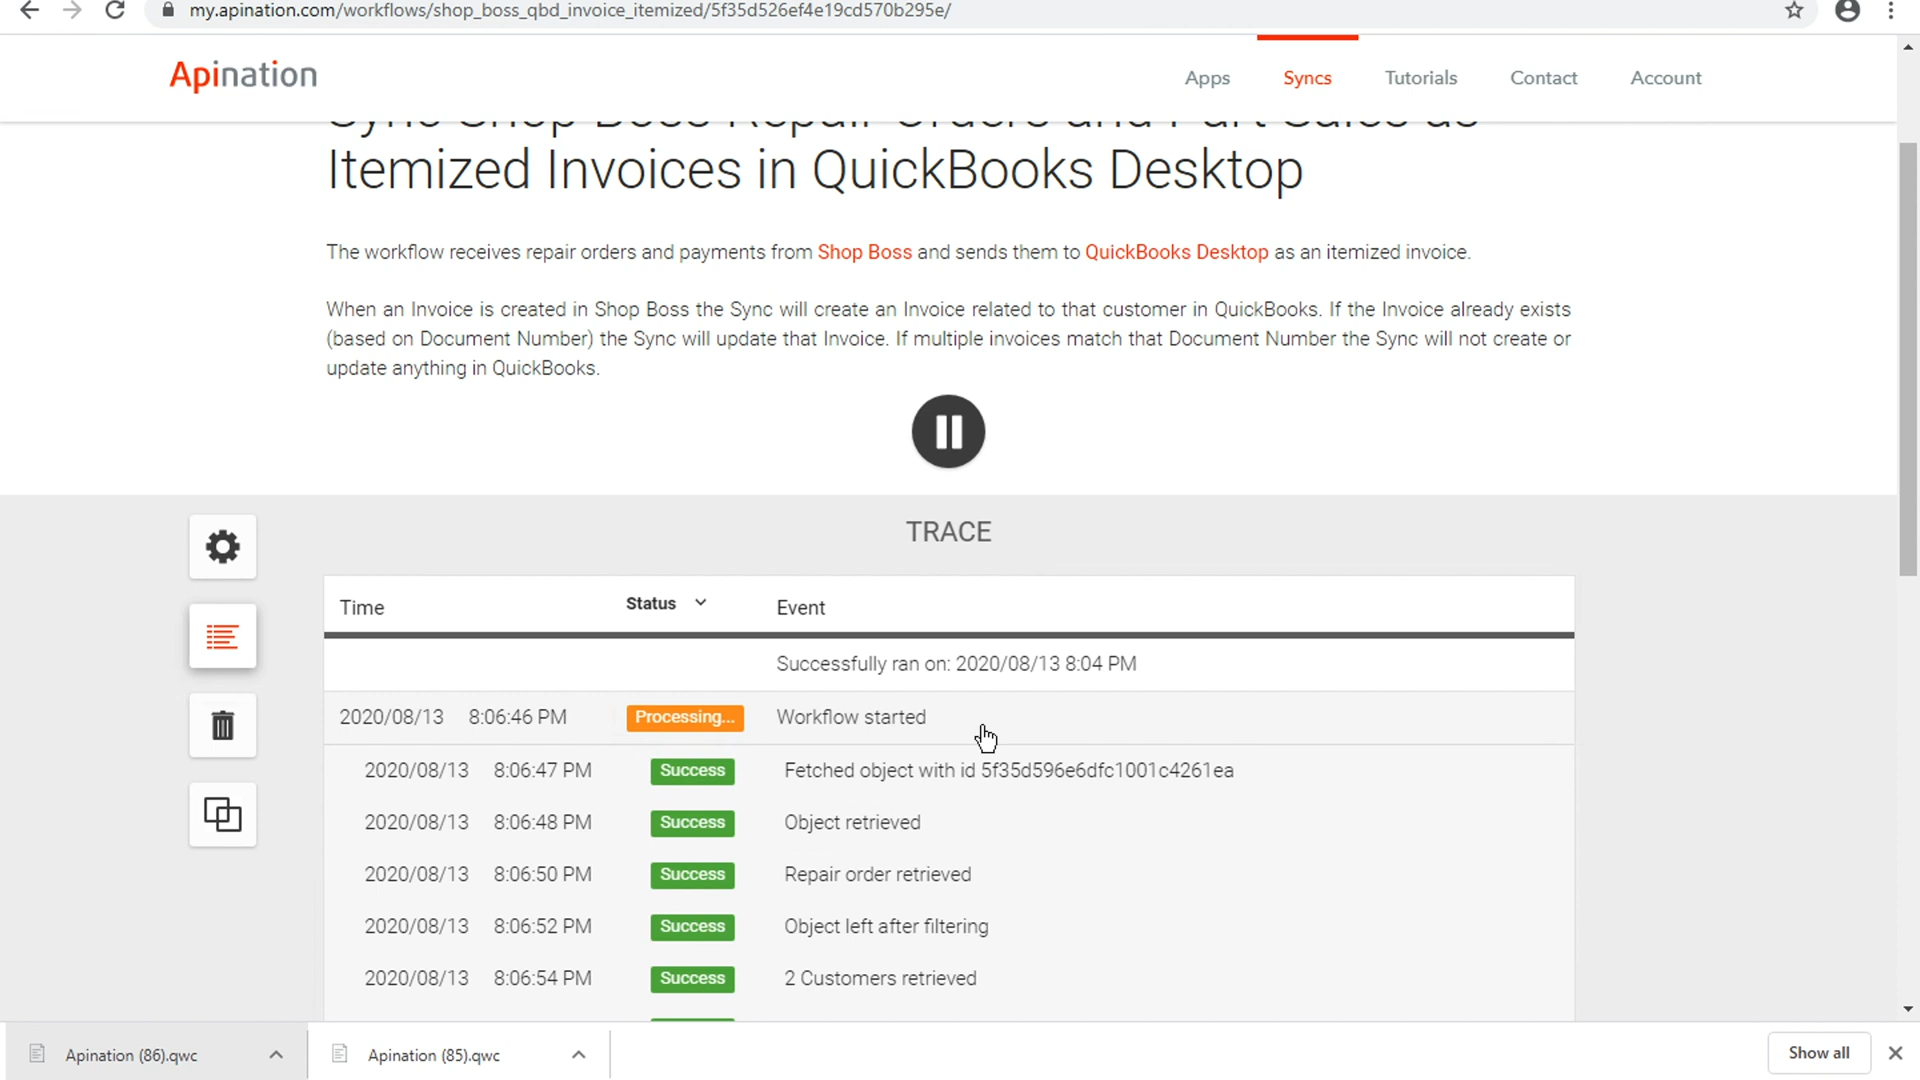 my.apination.com/workflows/shop_boss_qbd_invoice_itemized/5f35d526ef4e19cd570b295e/
Apination
Apps
Syncs
Tutorials
Contact
Account
Sync Shop Boss Repair Orders and Part Sales as
Itemized Invoices in QuickBooks Desktop
The workflow receives repair orders and payments from Shop Boss and sends them to QuickBooks Desktop as an itemized invoice.
When an Invoice is created in Shop Boss the Sync will create an Invoice related to that customer in QuickBooks. If the Invoice already exists
(based on Document Number) the Sync will update that Invoice. If multiple invoices match that Document Number the Sync will not create or
update anything in QuickBooks.
TRACE
Time Status Event
Successfully ran on: 2020/08/13 8:04 PM
2020/08/13 8:06:46 PM Processing... Workflow started
2020/08/13 8:06:47 PM Success Fetched object with id 5f35d596e6dfc1001c4261ea
2020/08/13 8:06:48 PM Success Object retrieved
2020/08/13 8:06:50 PM Success Repair order retrieved
2020/08/13 8:06:52 PM Success Object left after filtering
2020/08/13 8:06:54 PM Success 2 Customers retrieved
Apination (86).qwc
Apination (85).qwc
Show all